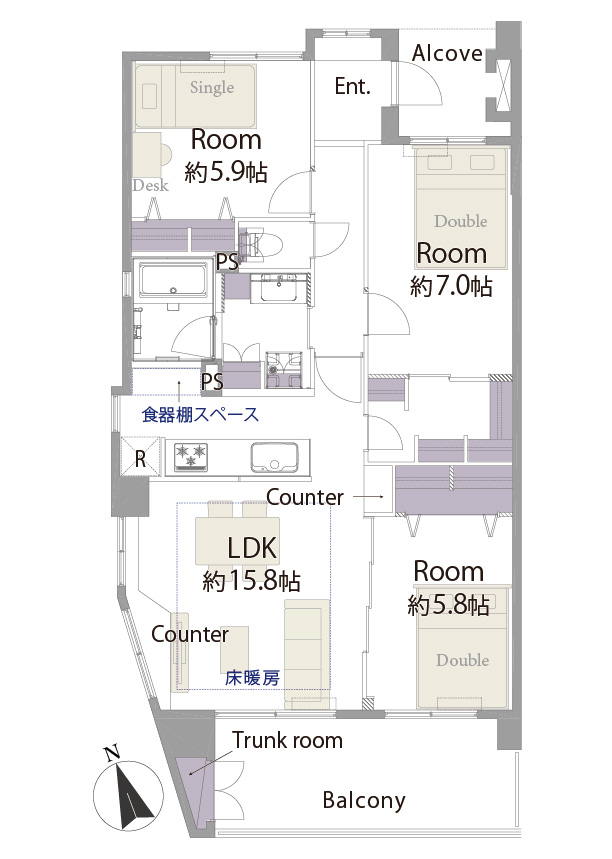 Alcove
Ent.
Single
Room
約5.9帖
Desk
Double
Room
約7.0帖
PS
PS
食器棚スペース
R
Counter
LDK
約15.8帖
Room
約5.8帖
Counter
床暖房
Double
Trunk room
N
Balcony